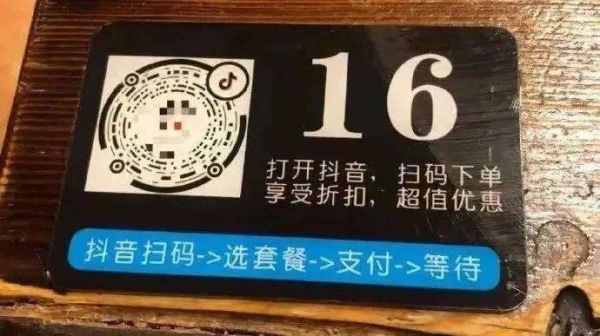 16
打开抖音，扫码下单
享受折扣，超值优惠
抖音扫码->选套餐->支付->等待